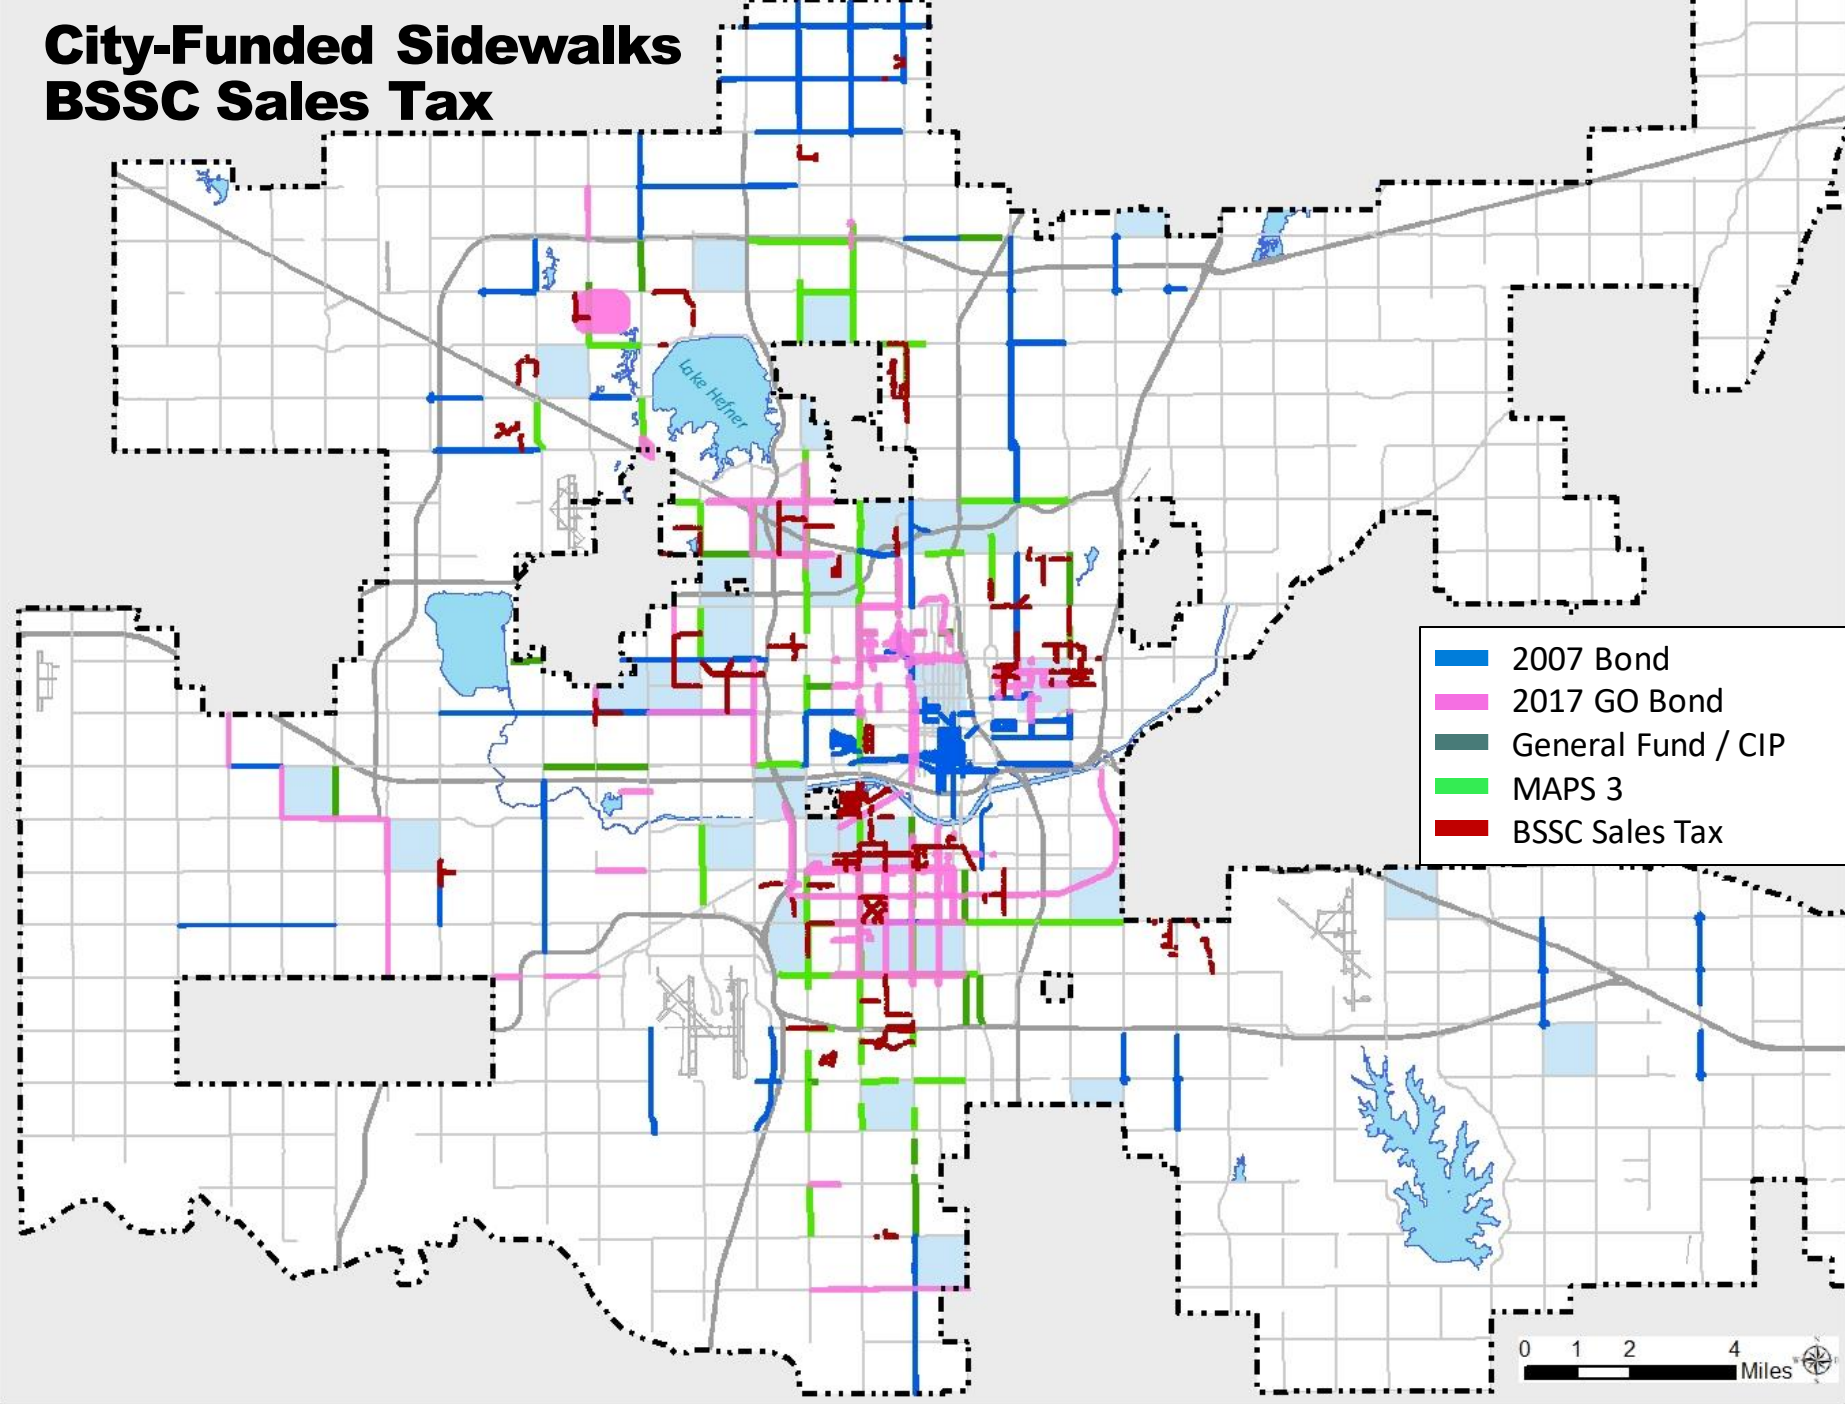 City-Funded Sidewalks
BSSC Sales Tax
Lake Hefner
2007 Bond
2017 GO Bond
General Fund / CIP
MAPS 3
BSSC Sales Tax
0 1 2 4
Miles